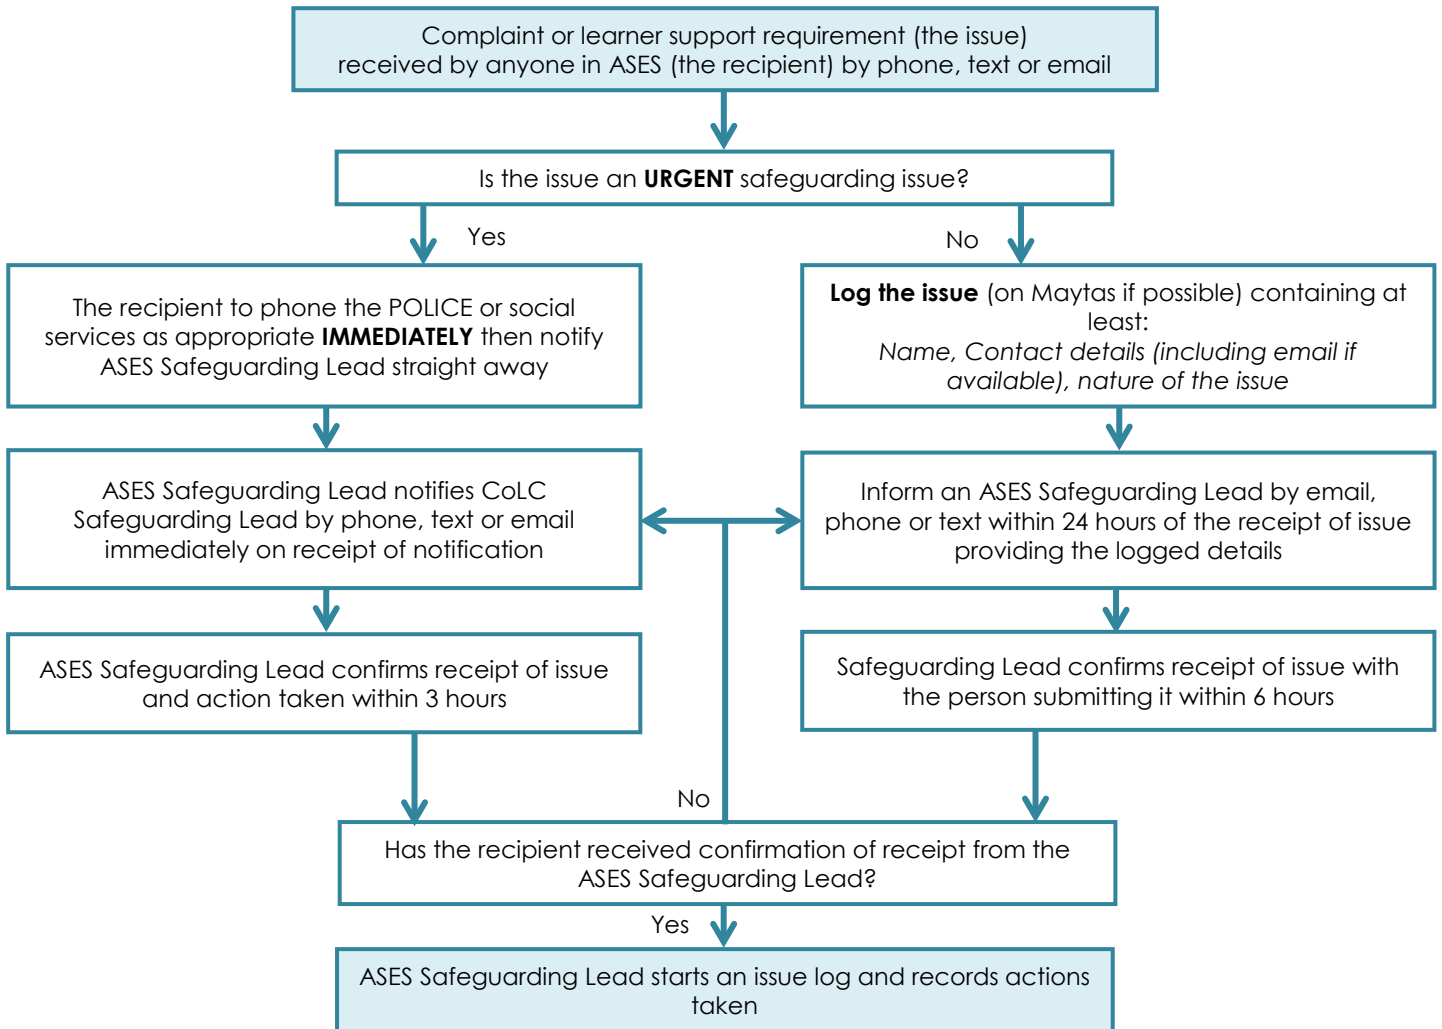 Complaint or learner support requirement (the issue)
received by anyone in ASES (the recipient) by phone, text or email
Is the issue an URGENT safeguarding issue?
Yes
No
The recipient to phone the POLICE or social
services as appropriate IMMEDIATELY then notify
ASES Safeguarding Lead straight away
Log the issue (on Maytas if possible) containing at
least:
Name, Contact details (including email if
available), nature of the issue
ASES Safeguarding Lead notifies CoLC
Safeguarding Lead by phone, text or email
immediately on receipt of notification
Inform an ASES Safeguarding Lead by email,
phone or text within 24 hours of the receipt of issue
providing the logged details
ASES Safeguarding Lead confirms receipt of issue
and action taken within 3 hours
Safeguarding Lead confirms receipt of issue with
the person submitting it within 6 hours
No
Has the recipient received confirmation of receipt from the
ASES Safeguarding Lead?
Yes
ASES Safeguarding Lead starts an issue log and records actions
taken